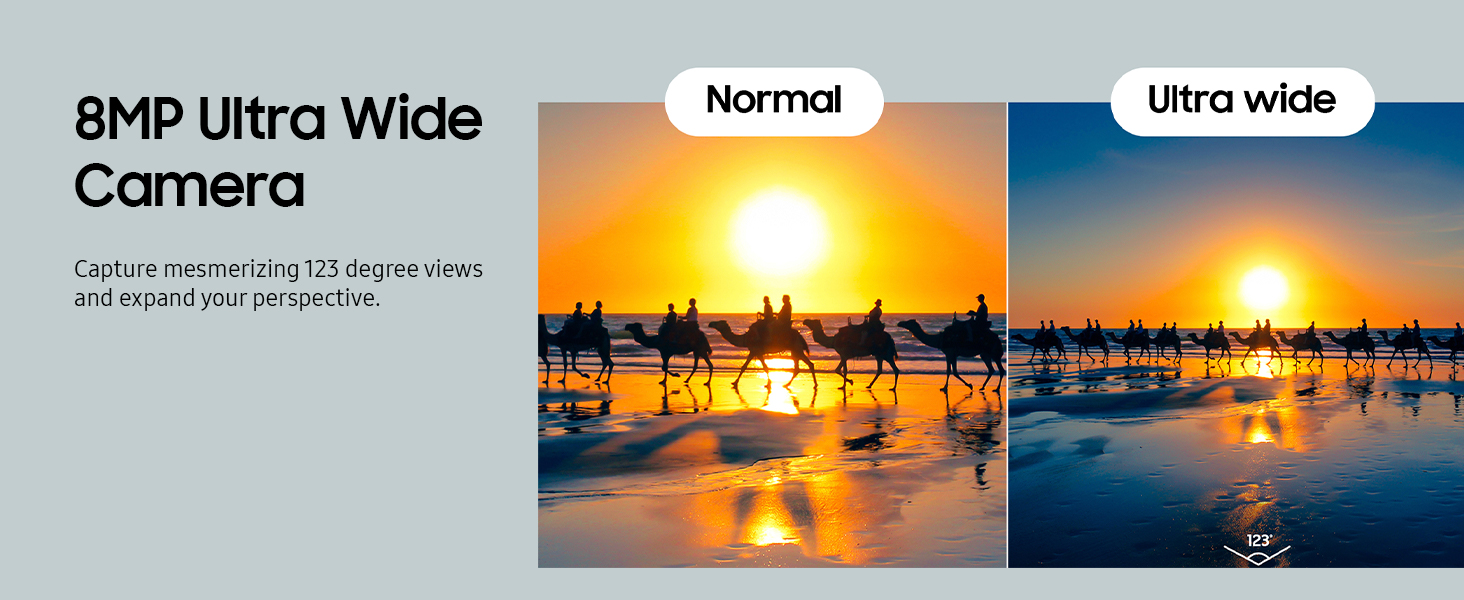 8MP Ultra Wide
Camera
Capture mesmerizing 123 degree views
and expand your perspective.
Normal
Ultra wide
123°